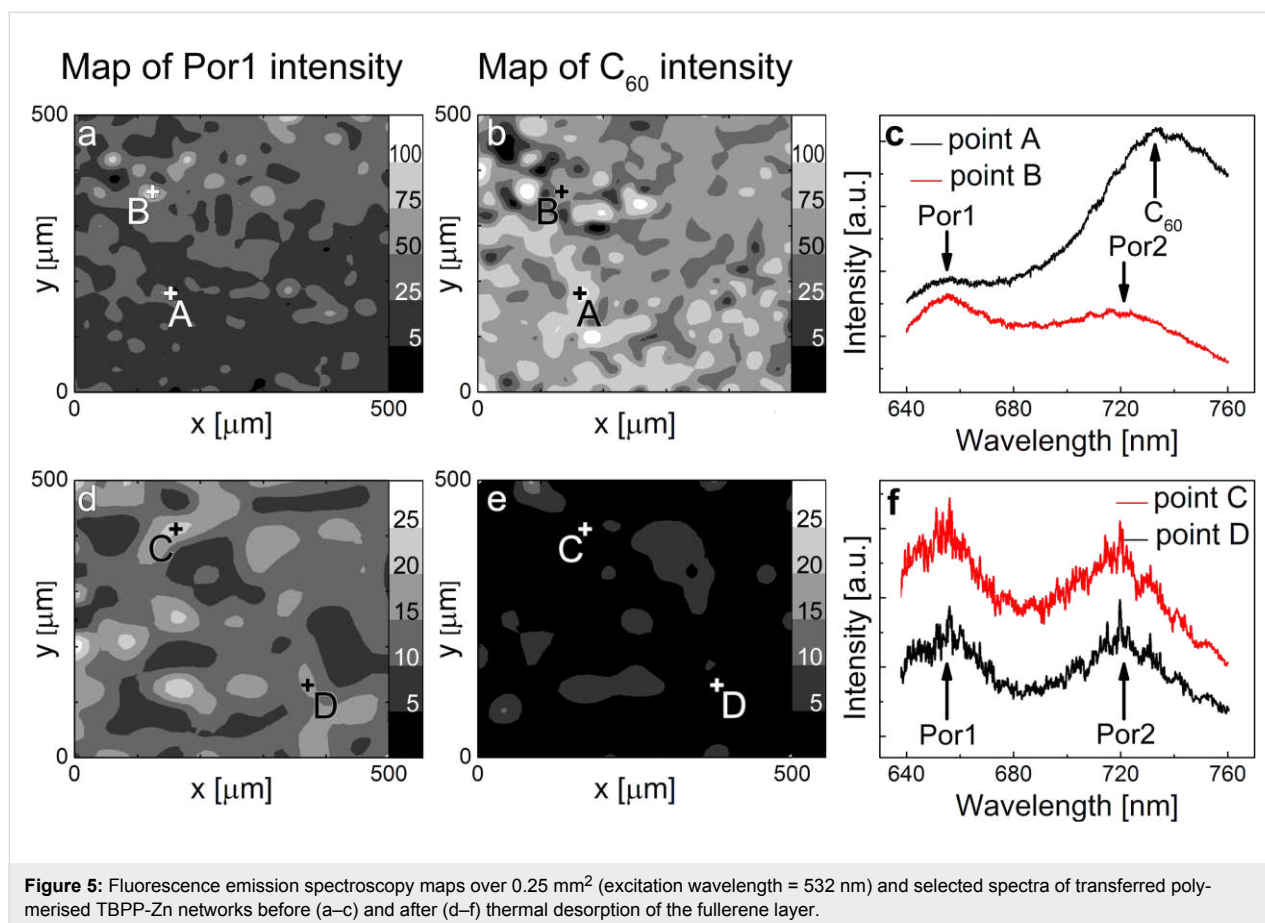 Map of Por1 intensity
Map of C60 intensity
500
a
y [μm]
B
A
0
0
x [μm]
500
100
75
50
25
5
b
B
A
0
0
x [μm]
500
100
75
50
25
5
c
point A
point B
Por1
C60
Por2
Intensity [a.u.]
640
680
720
760
Wavelength [nm]
500
d
y [μm]
C
D
0
0
x [μm]
500
25
20
15
10
5
500
e
y [μm]
C
D
0
0
x [μm]
500
25
20
15
10
5
f
point C
point D
Intensity [a.u.]
Por1
Por2
640
680
720
760
Wavelength [nm]
Figure 5: Fluorescence emission spectroscopy maps over 0.25 mm2 (excitation wavelength = 532 nm) and selected spectra of transferred poly-
merised TBPP-Zn networks before (a–c) and after (d–f) thermal desorption of the fullerene layer.